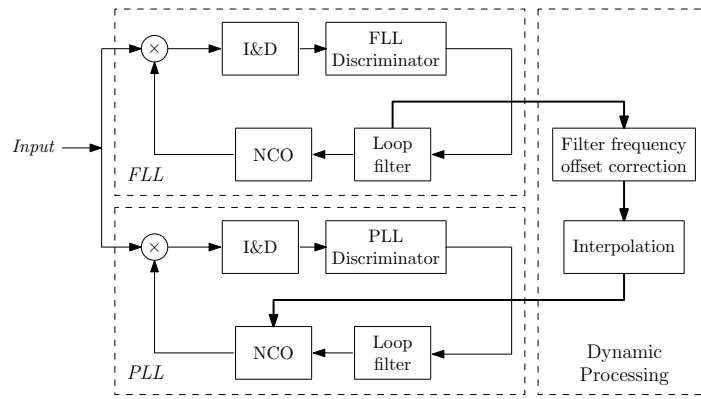 ×
I&D
FLL
Discriminator
Input
NCO
Loop
filter
FLL
Filter frequency
offset correction
×
I&D
PLL
Discriminator
Interpolation
NCO
Loop
filter
PLL
Dynamic
Processing